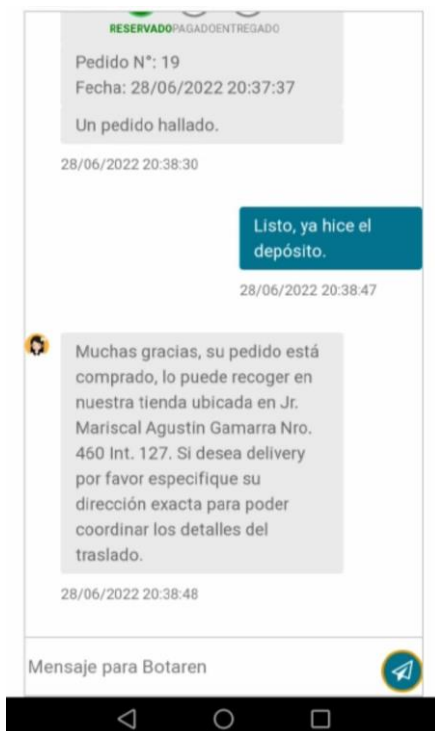 RESERVADOPAGADOENTREGADO
Pedido N°: 19
Fecha: 28/06/2022 20:37:37
Un pedido hallado.
28/06/2022 20:38:30
Listo, ya hice el
depósito.
28/06/2022 20:38:47
Muchas gracias, su pedido está
comprado, lo puede recoger en
nuestra tienda ubicada en Jr.
Mariscal Agustin Gamarra Nro.
460 Int. 127. Si desea delivery
por favor especifique su
dirección exacta para poder
coordinar los detalles del
traslado.
28/06/2022 20:38:48
Mensaje para Botaren